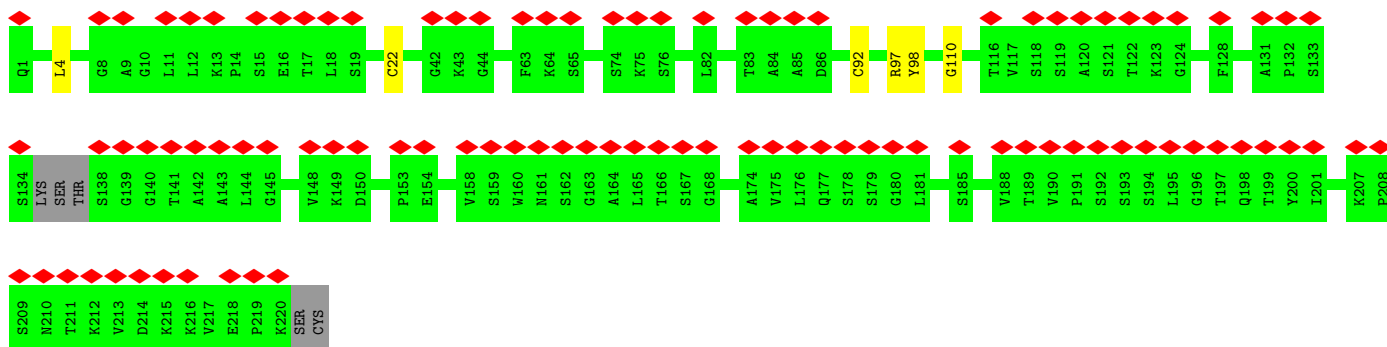 Q1 L4 G8 A9 G10 L11 L12 K13 P14 S15 E16 T17 L18 S19 C22 G42 K43 G44 F63 K64 S65 S74 K75 S76 L82 T83 A84 A85 D86 C92 R97 Y98 G110 T116 V117 S118 S119 A120 S121 T122 K123 G124 F128 A131 P132 S133
S134 LYS SER THR S138 G139 G140 T141 A142 A143 L144 G145 V148 K149 D150 P153 E154 V158 S159 W160 N161 S162 G163 A164 L165 T166 S167 G168 A174 V175 L176 Q177 S178 S179 G180 L181 S185 V188 T189 V190 P191 S192 S193 S194 L195 G196 T197 Q198 T199 Y200 I201 K207 P208
S209 N210 T211 K212 V213 D214 K215 K216 V217 E218 P219 K220 SER CYS